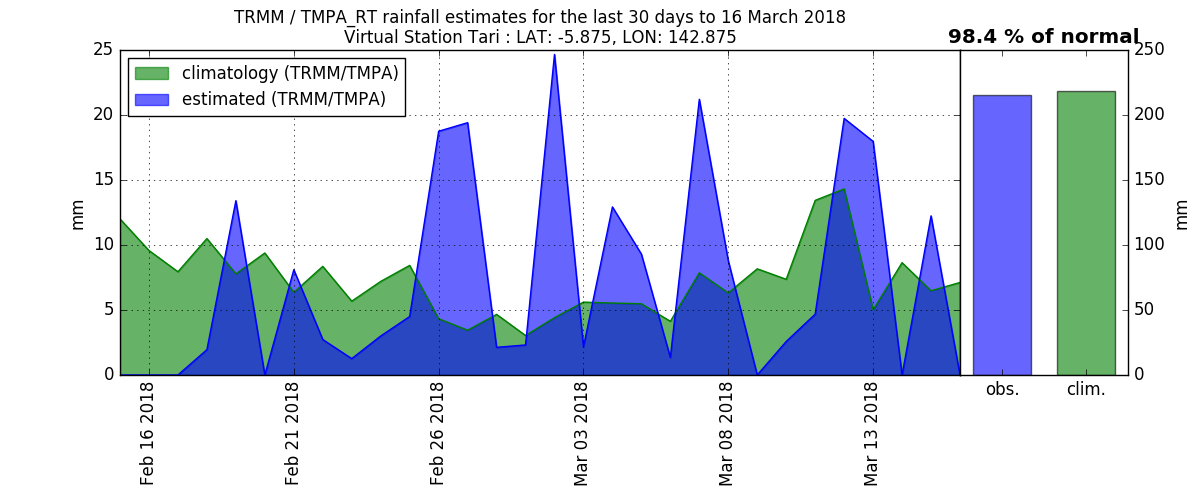 TRMM / TMPA_RT rainfall estimates for the last 30 days to 16 March 2018
Virtual Station Tari : LAT: -5.875, LON: 142.875
98.4 % of normal
climatology (TRMM/TMPA)
estimated (TRMM/TMPA)
25
20
15
10
5
0
mm
Feb 16 2018
Feb 21 2018
Feb 26 2018
Mar 03 2018
Mar 08 2018
Mar 13 2018
250
200
150
100
50
0
mm
obs.
clim.